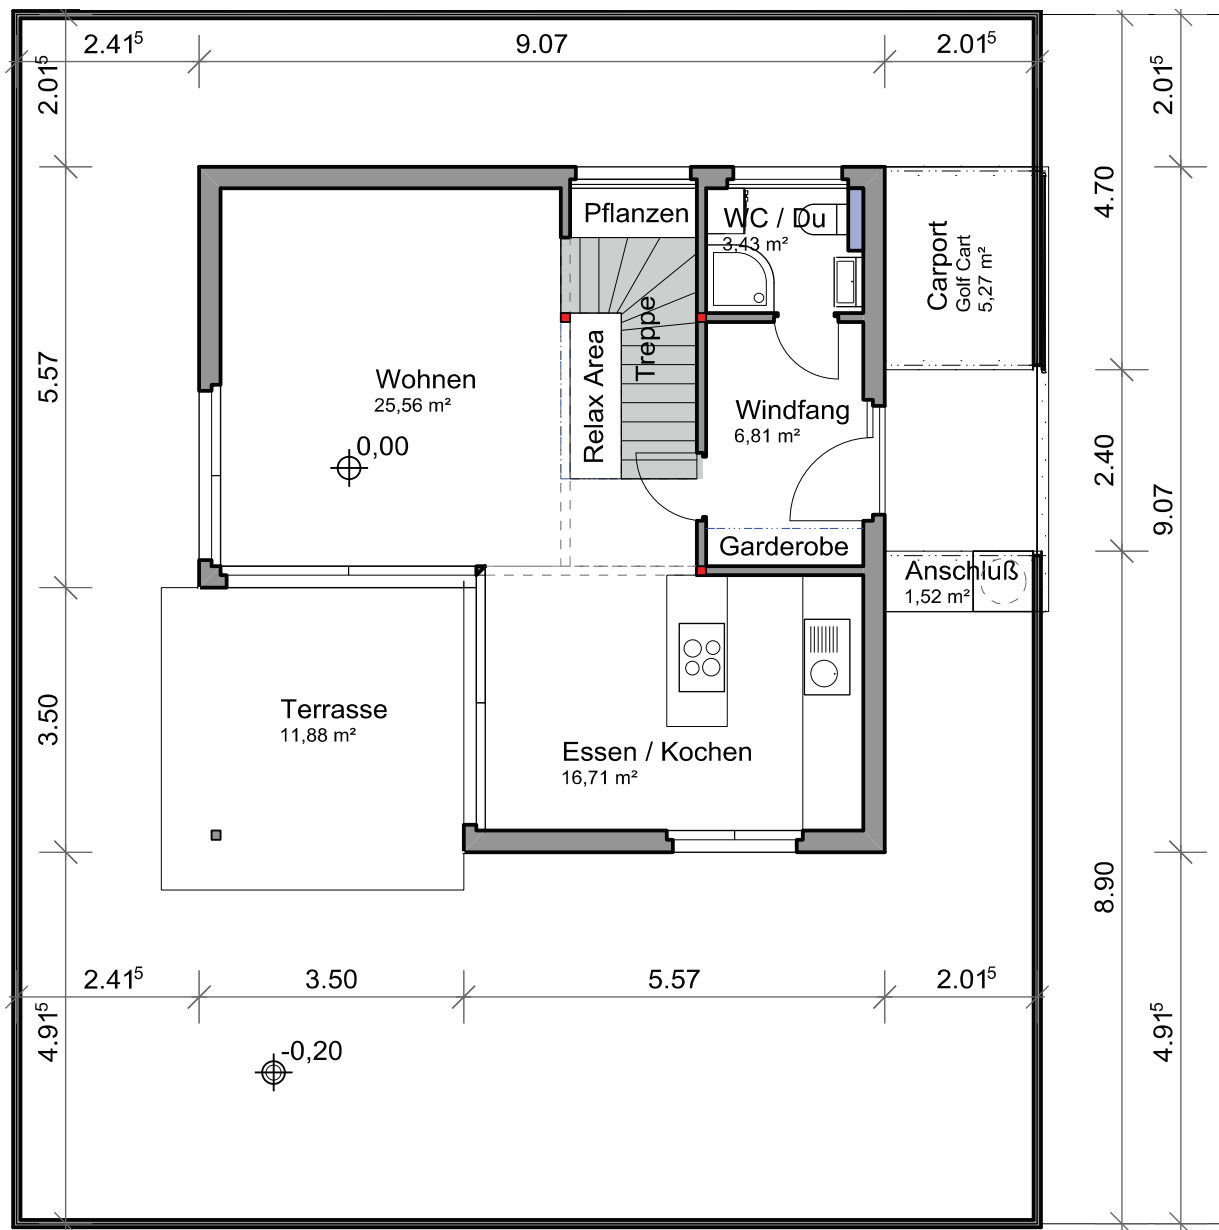 2.41⁵
9.07
2.01⁵
2.01⁵
2.01⁵
4.70
Pflanzen
WC / Du
3,43 m²
Carport
Golf Cart
5,27 m²
Treppe
Relax Area
5.57
Wohnen
25,56 m²
0,00
Windfang
6,81 m²
2.40
9.07
Garderobe
Anschluß
1,52 m²
3.50
Terrasse
11,88 m²
Essen / Kochen
16,71 m²
8.90
2.41⁵
3.50
5.57
2.01⁵
4.91⁵
4.91⁵
-0,20